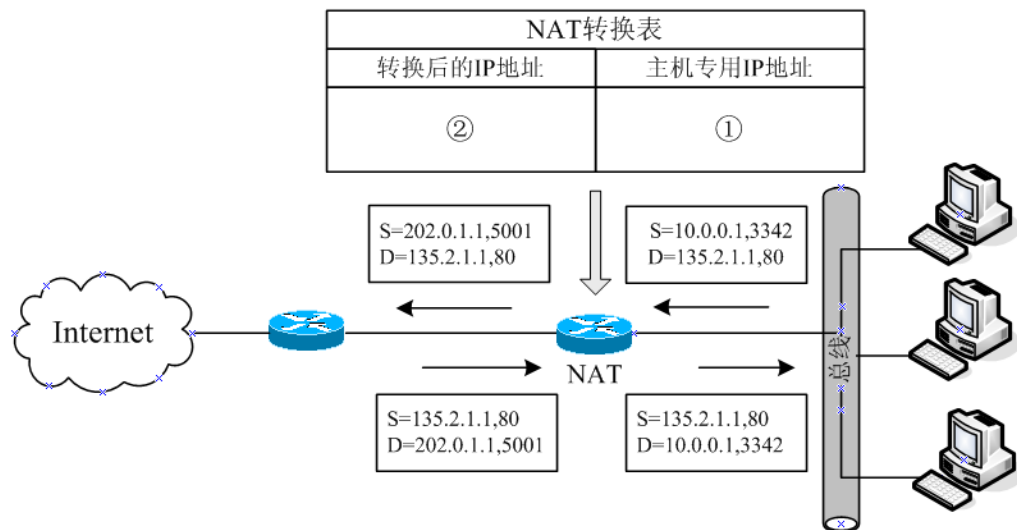 NAT转换表
转换后的IP地址
主机专用IP地址
②
①
S=202.0.1.1,5001
D=135.2.1.1,80
S=10.0.0.1,3342
D=135.2.1.1,80
Internet
NAT
总线
S=135.2.1.1,80
D=202.0.1.1,5001
S=135.2.1.1,80
D=10.0.0.1,3342